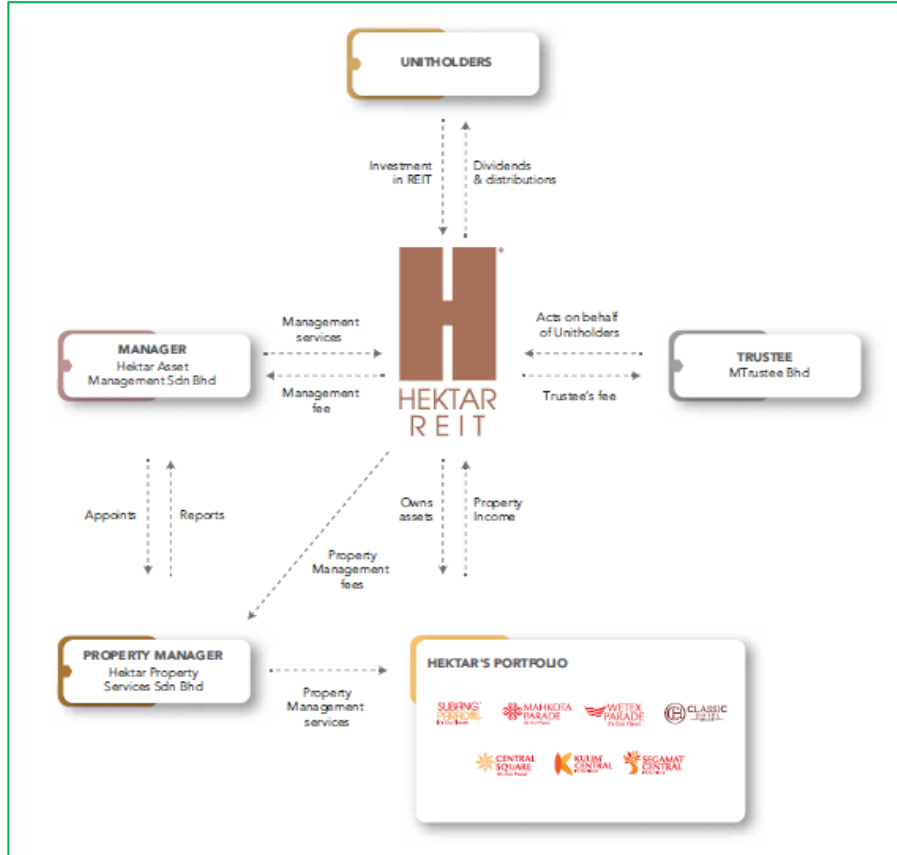 UNITHOLDERS
Investment
in REIT
Dividends
& distributions
Management
services
Acts on behalf
of Unitholders
MANAGER
Hektar Asset
Management Sdn Bhd
TRUSTEE
MTrustee Bhd
Management
fee
HEKTAR
REIT
Trustee's fee
Appoints
Reports
Owns
assets
Property
Income
Property
Management
fees
PROPERTY MANAGER
Hektar Property
Services Sdn Bhd
Property
Management
services
HEKTAR'S PORTFOLIO
SUBANG
PARADE
MAHKOTA
PARADE
WETEX
PARADE
CLASSIC
HOTEL
CENTRAL
SQUARE
KULIM
CENTRAL
SEGAMAT
CENTRAL